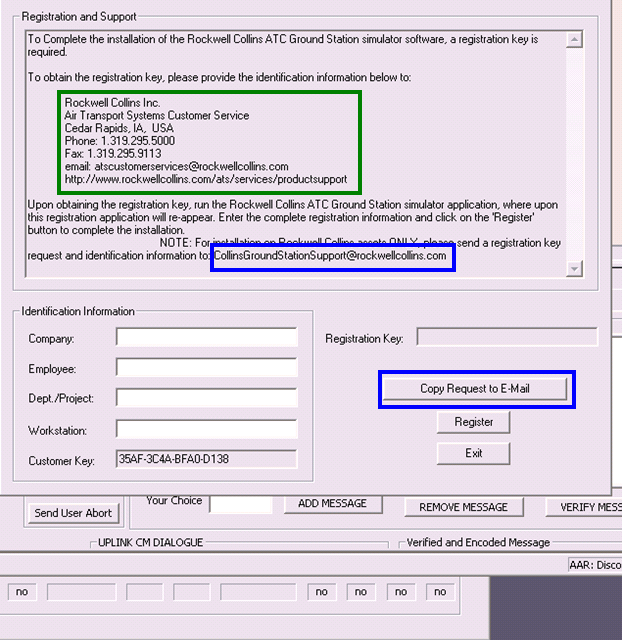 Registration and Support
To Complete the installation of the Rockwell Collins ATC Ground Station simulator software, a registration key is
required.
To obtain the registration key, please provide the identification information below to:
Rockwell Collins Inc.
Air Transport Systems Customer Service
Cedar Rapids, IA, USA
Phone: 1.319.295.5000
Fax: 1.319.295.9113
email: atscustomerservices@rockwellcollins.com
http://www.rockwellcollins.com/ats/services/productsupport
Upon obtaining the registration key, run the Rockwell Collins ATC Ground Station simulator application, where upon
this registration application will re-appear. Enter the complete registration information and click on the 'Register'
button to complete the installation.
NOTE: For installation on Rockwell Collins assets ONLY, please send a registration key
request and identification information to: CollinsGroundStationSupport@rockwellcollins.com
Identification Information
Company:
Employee:
Dept./Project:
Workstation:
Customer Key: 35AF-3C4A-BFA0-D138
Registration Key:
Copy Request to E-Mail
Register
Exit
Send User Abort
Your Choice
ADD MESSAGE
REMOVE MESSAGE
VERIFY MESS
UPLINK CM DIALOGUE
Verified and Encoded Message
AAR: Disco
no no no no no